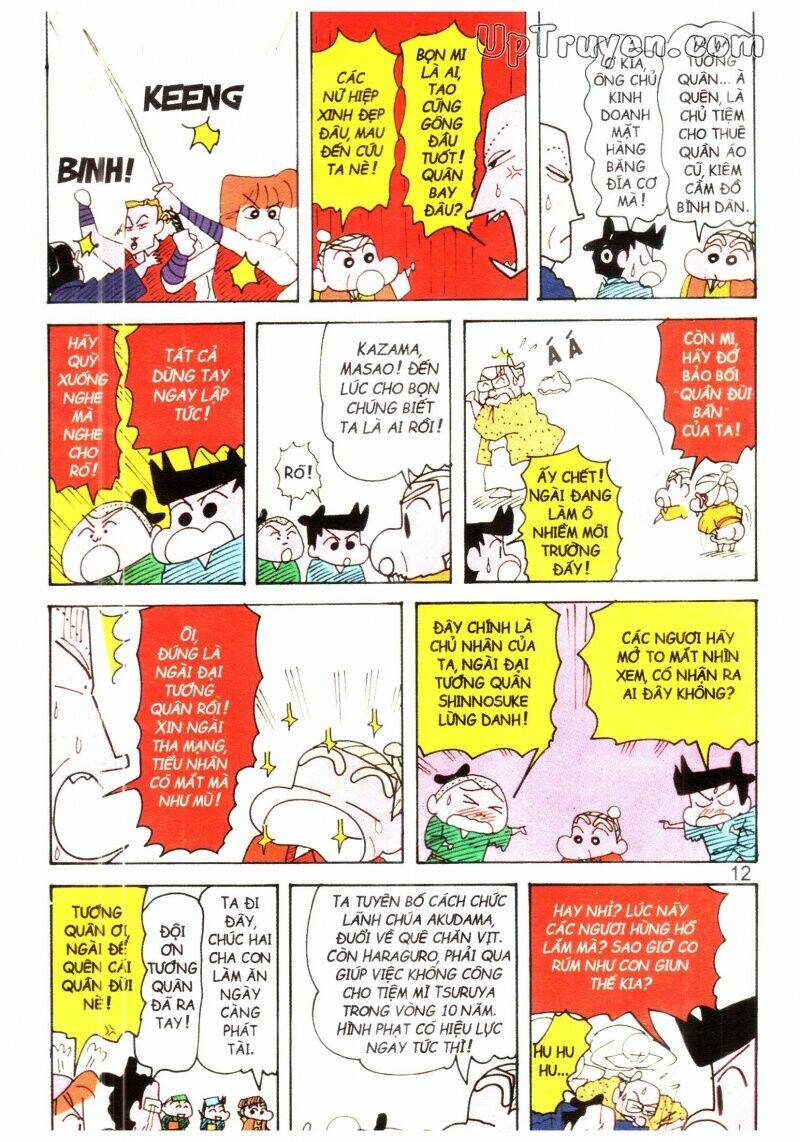 UpTruyen.com
TƯỚNG
QUÂN... À
QUÊN, LÀ
CHỦ TIỆM
CHO THUÊ
QUẦN ÁO
CŨ, KIÊM
CẦM ĐỒ
BÌNH DÂN.
Ơ KÌA,
ÔNG CHỦ
KINH
DOANH
MẶT
HÀNG
BĂNG
ĐĨA CƠ
MÀ!
BỌN MI
LÀ AI,
TAO
CỨNG
GÔNG
ĐẦU
TUỐT!
QUÂN
BAY
ĐÂU?
CÁC
NỮ HIỆP
XINH ĐẸP
ĐÂU, MAU
ĐẾN CỨU
TA NÈ!
KEENG
BINH!
CÒN MI,
HÃY ĐỠ
BẢO BỐI
"QUẦN ĐÙI
BẨN"
CỦA TA!
Á Á
ẤY CHẾT!
NGÀI ĐANG
LÀM Ô
NHIỄM MÔI
TRƯỜNG
ĐẤY!
KAZAMA,
MASAO! ĐẾN
LÚC CHO BỌN
CHÚNG BIẾT
TA LÀ AI RỒI!
RÕ!
TẤT CẢ
DỪNG TAY
NGAY LẬP
TỨC!
HÃY
QUỲ
XUỐNG
NGHE
MÀ
NGHE
CHO
RÕ!
CÁC NGƯƠI HÃY
MỞ TO MẮT NHÌN
XEM, CÓ NHẬN RA
AI ĐÂY KHÔNG?
ĐÂY CHÍNH LÀ
CHỦ NHÂN CỦA
TA, NGÀI ĐẠI
TƯỚNG QUÂN
SHINNOSUKE
LỪNG DANH!
ÔI,
ĐÚNG LÀ
NGÀI ĐẠI
TƯỚNG
QUÂN RỒI!
XIN NGÀI
THA MẠNG,
TIỂU NHÂN
CÓ MẮT MÀ
NHƯ MÙ!
12
HAY NHỈ? LÚC NÃY
CÁC NGƯƠI HÙNG HỔ
LẮM MÀ? SAO GIỜ CO
RÚM NHƯ CON GIUN
THẾ KIA?
HU HU
HU...
TA TUYÊN BỐ CÁCH CHỨC
LÃNH CHÚA AKUDAMA,
ĐUỔI VỀ QUÊ CHĂN VỊT.
CÒN HARAGURO, PHẢI QUA
GIÚP VIỆC KHÔNG CÔNG
CHO TIỆM MÌ TSURUYA
TRONG VÒNG 10 NĂM.
HÌNH PHẠT CÓ HIỆU LỰC
NGAY TỨC THÌ!
TA ĐI
ĐÂY,
CHÚC HAI
CHA CON
LÀM ĂN
NGÀY
CÀNG
PHÁT
TÀI.
ĐỘI
ƠN
TƯỚNG
QUÂN
ĐÃ RA
TAY!
TƯỚNG
QUÂN ƠI,
NGÀI ĐỂ
QUÊN CÁI
QUẦN ĐÙI
NÈ!